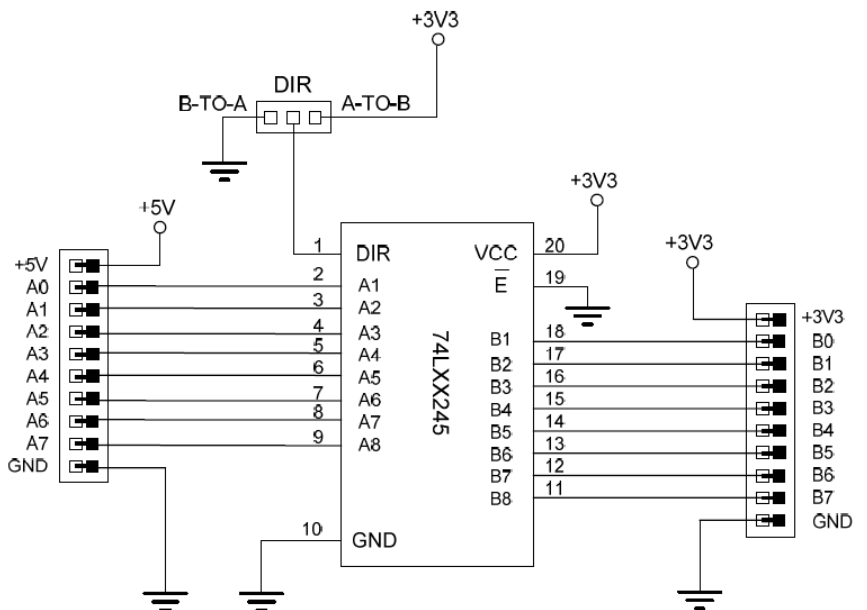 +3V3
DIR
B-TO-A
A-TO-B
+3V3
+5V
+3V3
1
DIR
VCC
20
+5V
2
A1
E
19
A0
3
A2
A1
4
A3
B1
18
+3V3
A2
5
A4
B2
17
B0
A3
6
A5
B3
16
B1
A4
7
A6
B4
15
B2
A5
8
A7
B5
14
B3
A6
9
A8
B6
13
B4
A7
B7
12
B5
GND
B8
11
B6
B7
GND
74LXX245
10
GND